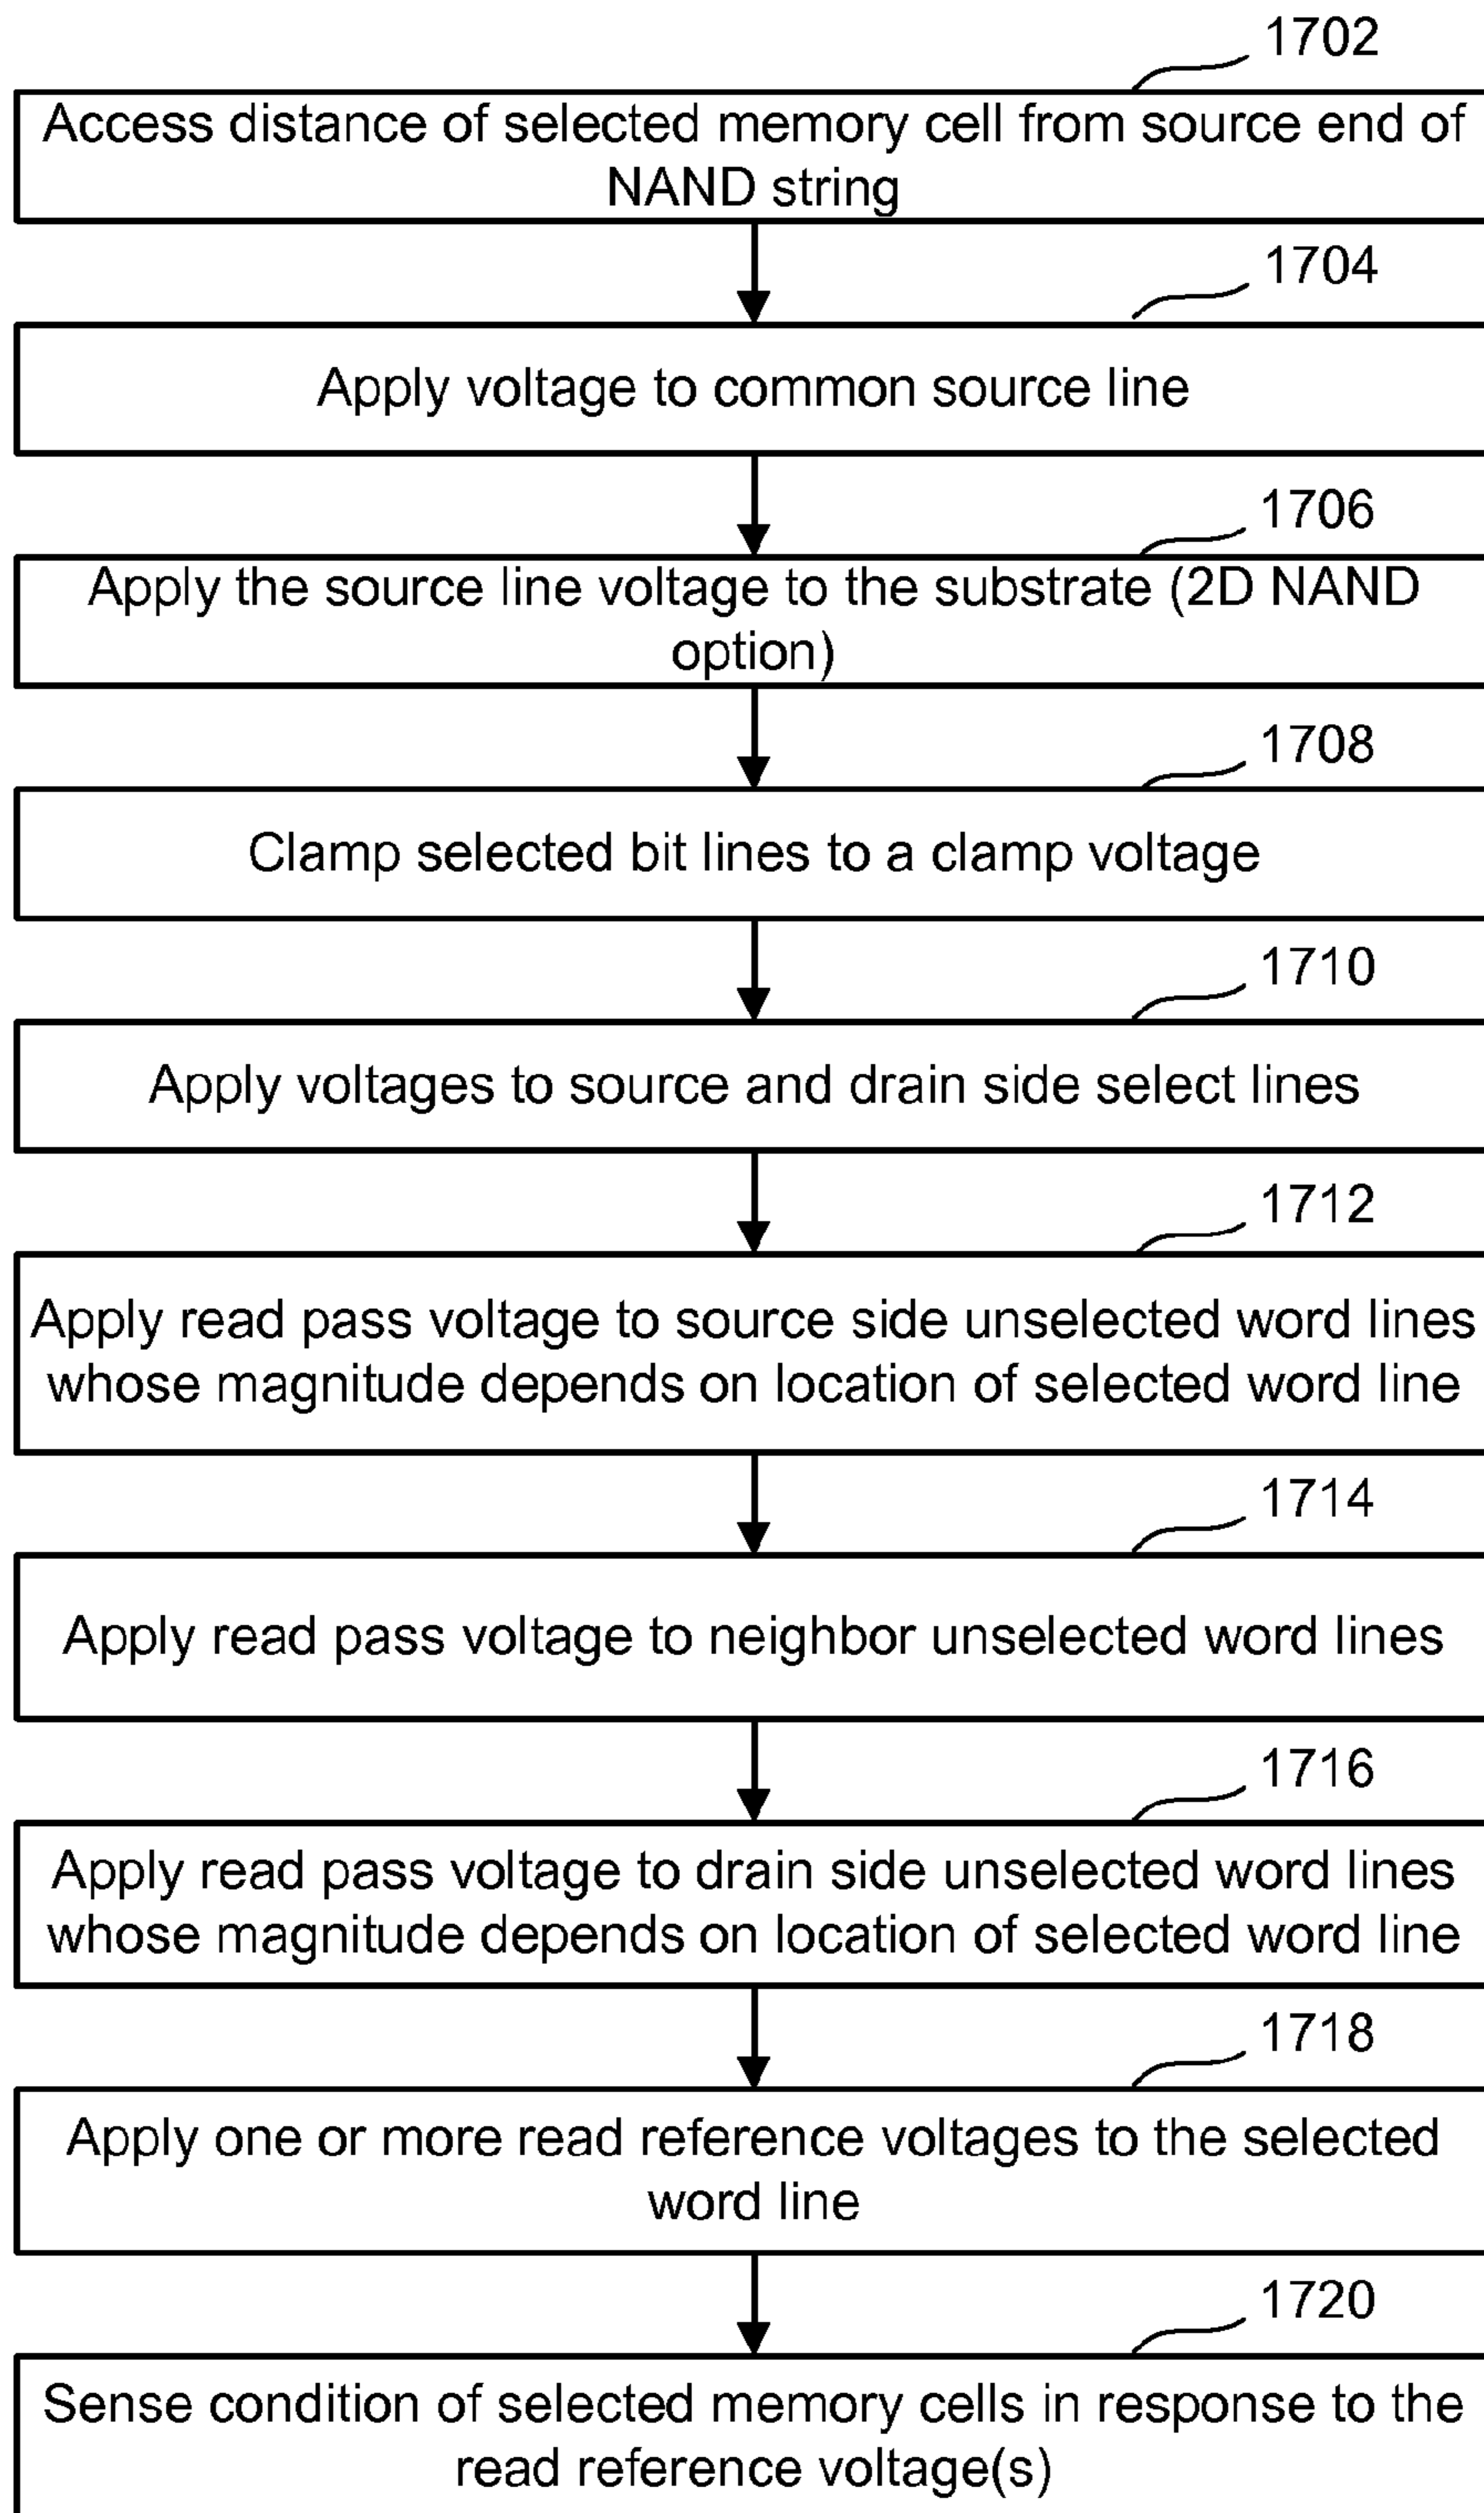 1702
Access distance of selected memory cell from source end of
NAND string
1704
Apply voltage to common source line
1706
Apply the source line voltage to the substrate (2D NAND
option)
1708
Clamp selected bit lines to a clamp voltage
1710
Apply voltages to source and drain side select lines
1712
Apply read pass voltage to source side unselected word lines
whose magnitude depends on location of selected word line
1714
Apply read pass voltage to neighbor unselected word lines
1716
Apply read pass voltage to drain side unselected word lines
whose magnitude depends on location of selected word line
1718
Apply one or more read reference voltages to the selected
word line
1720
Sense condition of selected memory cells in response to the
read reference voltage(s)